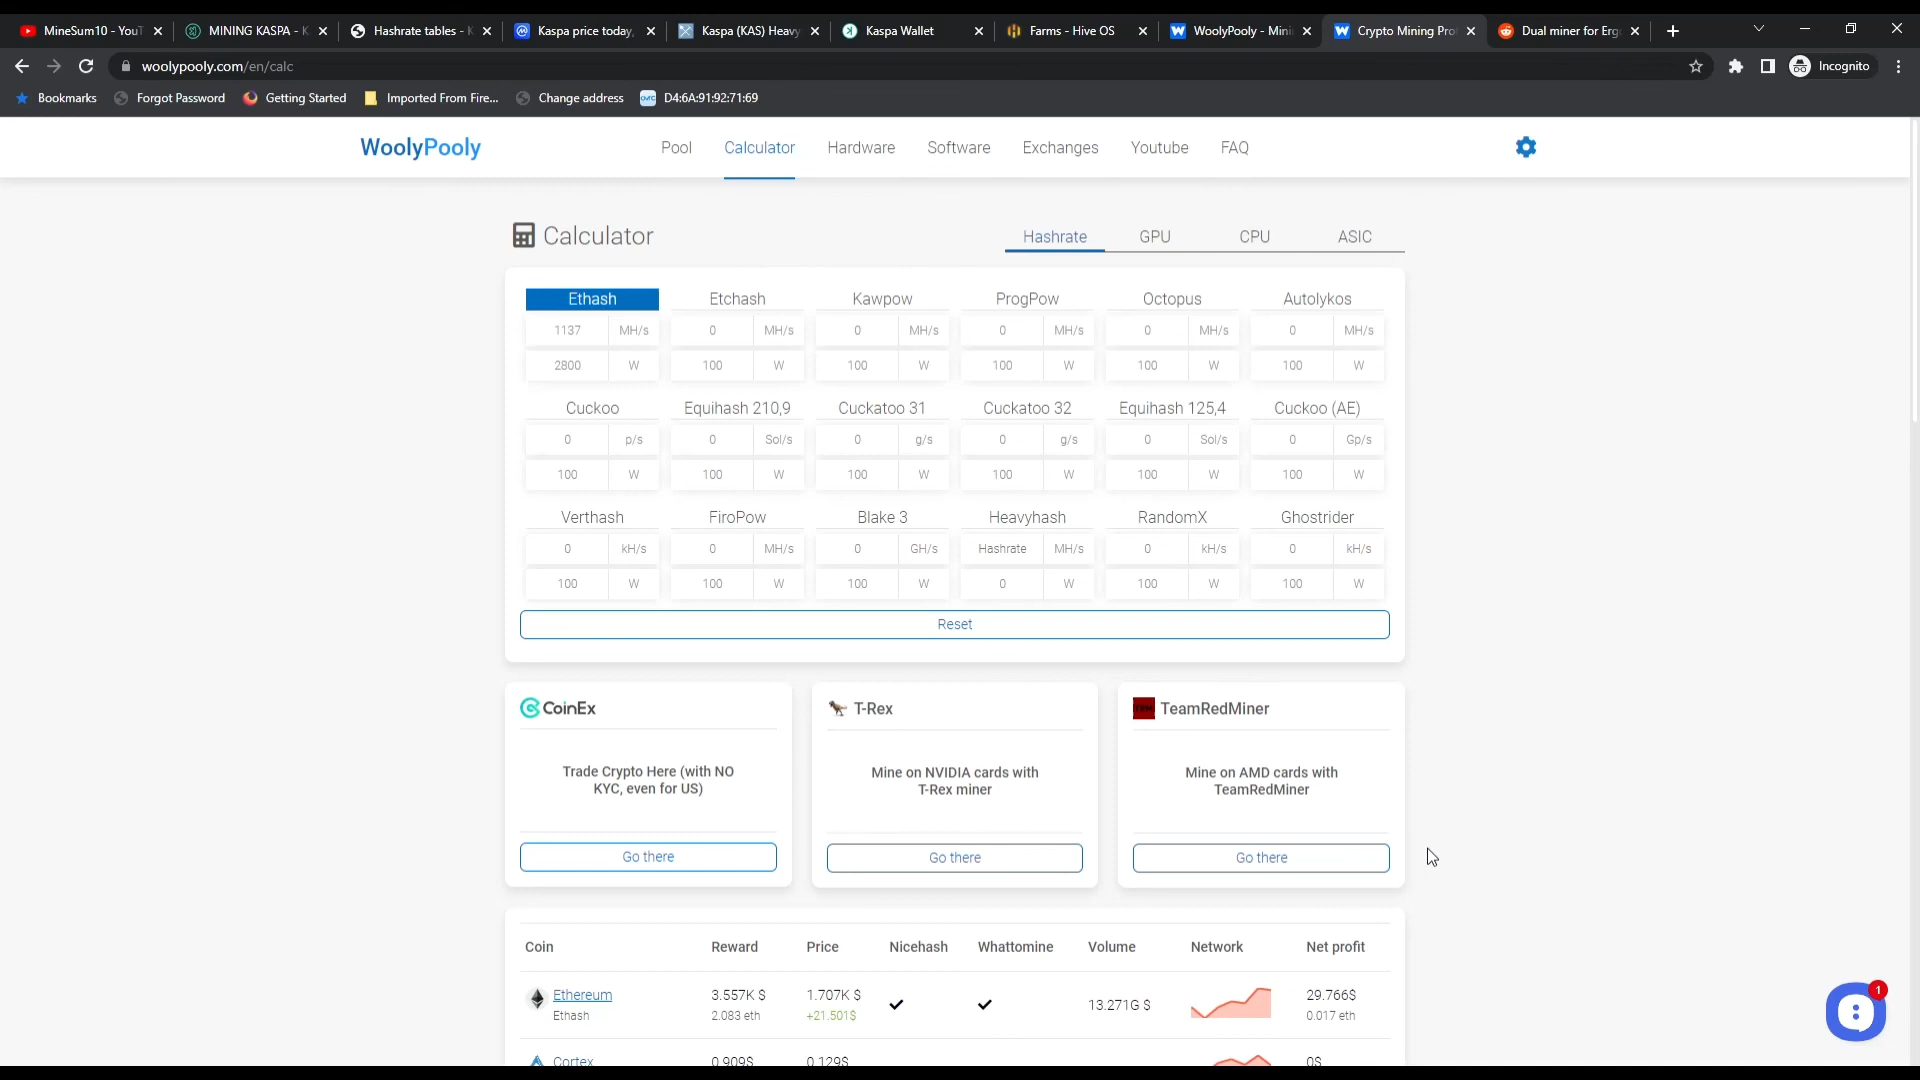 MineSum10 - YouT
MINING KASPA - K
Hashrate tables - K
Kaspa price today,
Kaspa (KAS) Heavy
Kaspa Wallet
Farms - Hive OS
WoolyPooly - Mini
Crypto Mining Pro
Dual miner for Erg
woolypooly.com/en/calc
Incognito
Bookmarks
Forgot Password
Getting Started
Imported From Fire...
Change address
D4:6A:91:92:71:69
WoolyPooly
Pool
Calculator
Hardware
Software
Exchanges
Youtube
FAQ
Calculator
Hashrate
GPU
CPU
ASIC
Ethash Etchash Kawpow ProgPow Octopus Autolykos
1137 MH/s 0 MH/s 0 MH/s 0 MH/s 0 MH/s 0 MH/s
2800 W 100 W 100 W 100 W 100 W 100 W
Cuckoo Equihash 210,9 Cuckatoo 31 Cuckatoo 32 Equihash 125,4 Cuckoo (AE)
0 p/s 0 Sol/s 0 g/s 0 g/s 0 Sol/s 0 Gp/s
100 W 100 W 100 W 100 W 100 W 100 W
Verthash FiroPow Blake 3 Heavyhash RandomX Ghostrider
0 kH/s 0 MH/s 0 GH/s Hashrate MH/s 0 kH/s 0 kH/s
100 W 100 W 100 W 0 W 100 W 100 W
Reset
CoinEx
Trade Crypto Here (with NO
KYC, even for US)
Go there
T-Rex
Mine on NVIDIA cards with
T-Rex miner
Go there
TeamRedMiner
Mine on AMD cards with
TeamRedMiner
Go there
Coin Reward Price Nicehash Whattomine Volume Network Net profit
Ethereum 3.557K $ 1.707K $ 13.271G $ 29.766$
Ethash 2.083 eth +21.501$ 0.017 eth
Cortex 0.909$ 0.129$ 0$
1